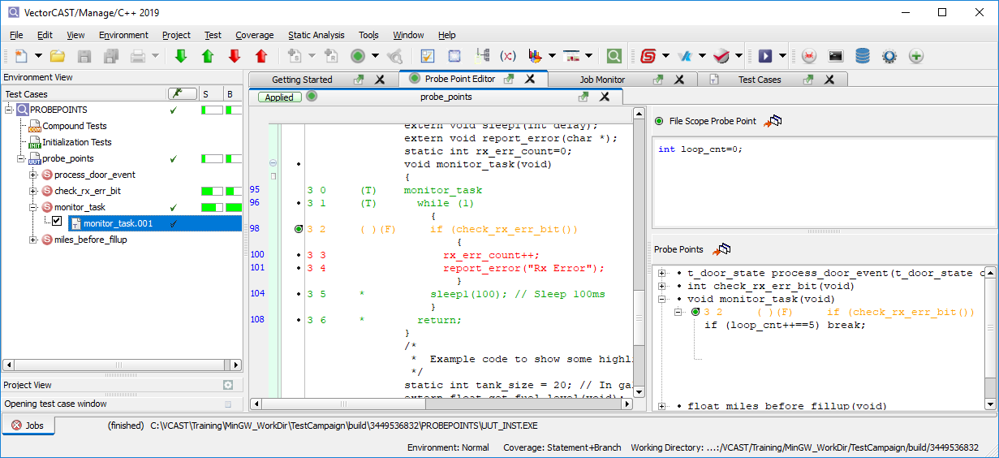 VectorCAST/Manage/C++ 2019
File Edit View Environment Project Test Coverage Static Analysis Tools Window Help
Environment View
Test Cases S B
PROBEPOINTS
Compound Tests
Initialization Tests
probe_points
process_door_event
check_rx_err_bit
monitor_task
monitor_task.001
miles_before_fillup
Project View
Opening test case window
Getting Started Probe Point Editor Job Monitor Test Cases
Applied probe_points
extern void sleepl(int delay);
extern void report_error(char *);
static int rx_err_count=0;
void monitor_task(void)
{
95 3 0 (T) monitor_task
96 3 1 (T) while (1)
{
98 3 2 ( )(F) if (check_rx_err_bit())
{
100 3 3 rx_err_count++;
101 3 4 report_error("Rx Error");
}
104 3 5 * sleepl(100); // Sleep 100ms
}
108 3 6 * return;
}
/*
* Example code to show some highli
*/
static int tank_size = 20; // In ga
extern float get_fuel_level(void);
File Scope Probe Point
int loop_cnt=0;
Probe Points
t_door_state process_door_event(t_door_state c
int check_rx_err_bit(void)
void monitor_task(void)
3 2 ( )(F) if (check_rx_err_bit())
if (loop_cnt++==5) break;
float miles_before_fillup(void)
Jobs (finished) C:\VCAST\Training\MinGW_WorkDir\TestCampaign\build\3449536832\PROBEPOINTS\UUT_INST.EXE
Environment: Normal Coverage: Statement+Branch Working Directory: ...:/VCAST/Training/MinGW_WorkDir/TestCampaign/build/3449536832